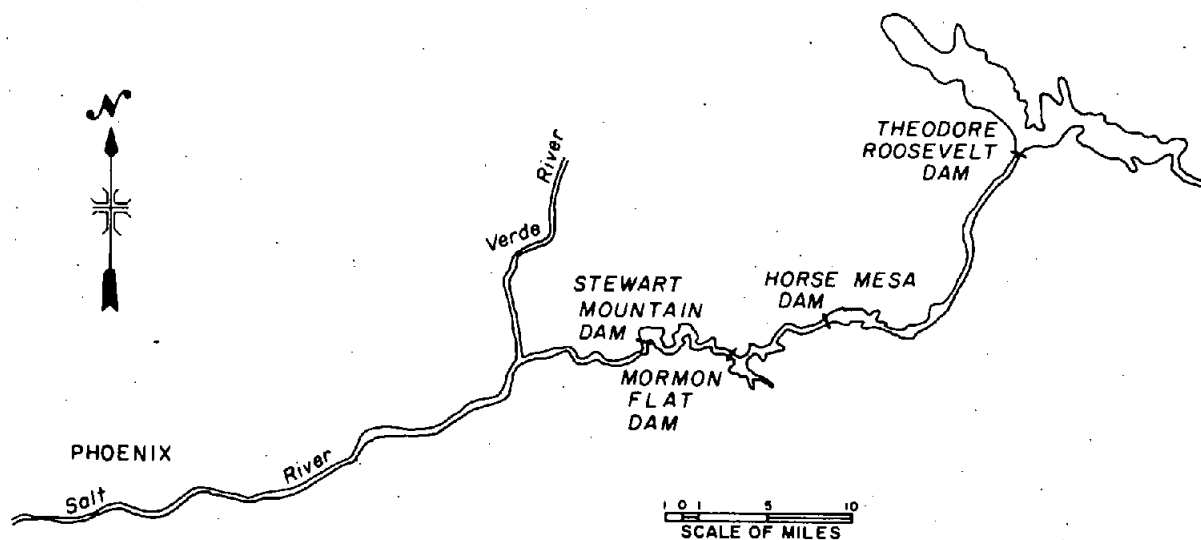 N
THEODORE
ROOSEVELT
DAM
Verde River
STEWART
MOUNTAIN
DAM
HORSE MESA
DAM
MORMON
FLAT
DAM
PHOENIX
Salt River
1 0 1 5 10
SCALE OF MILES